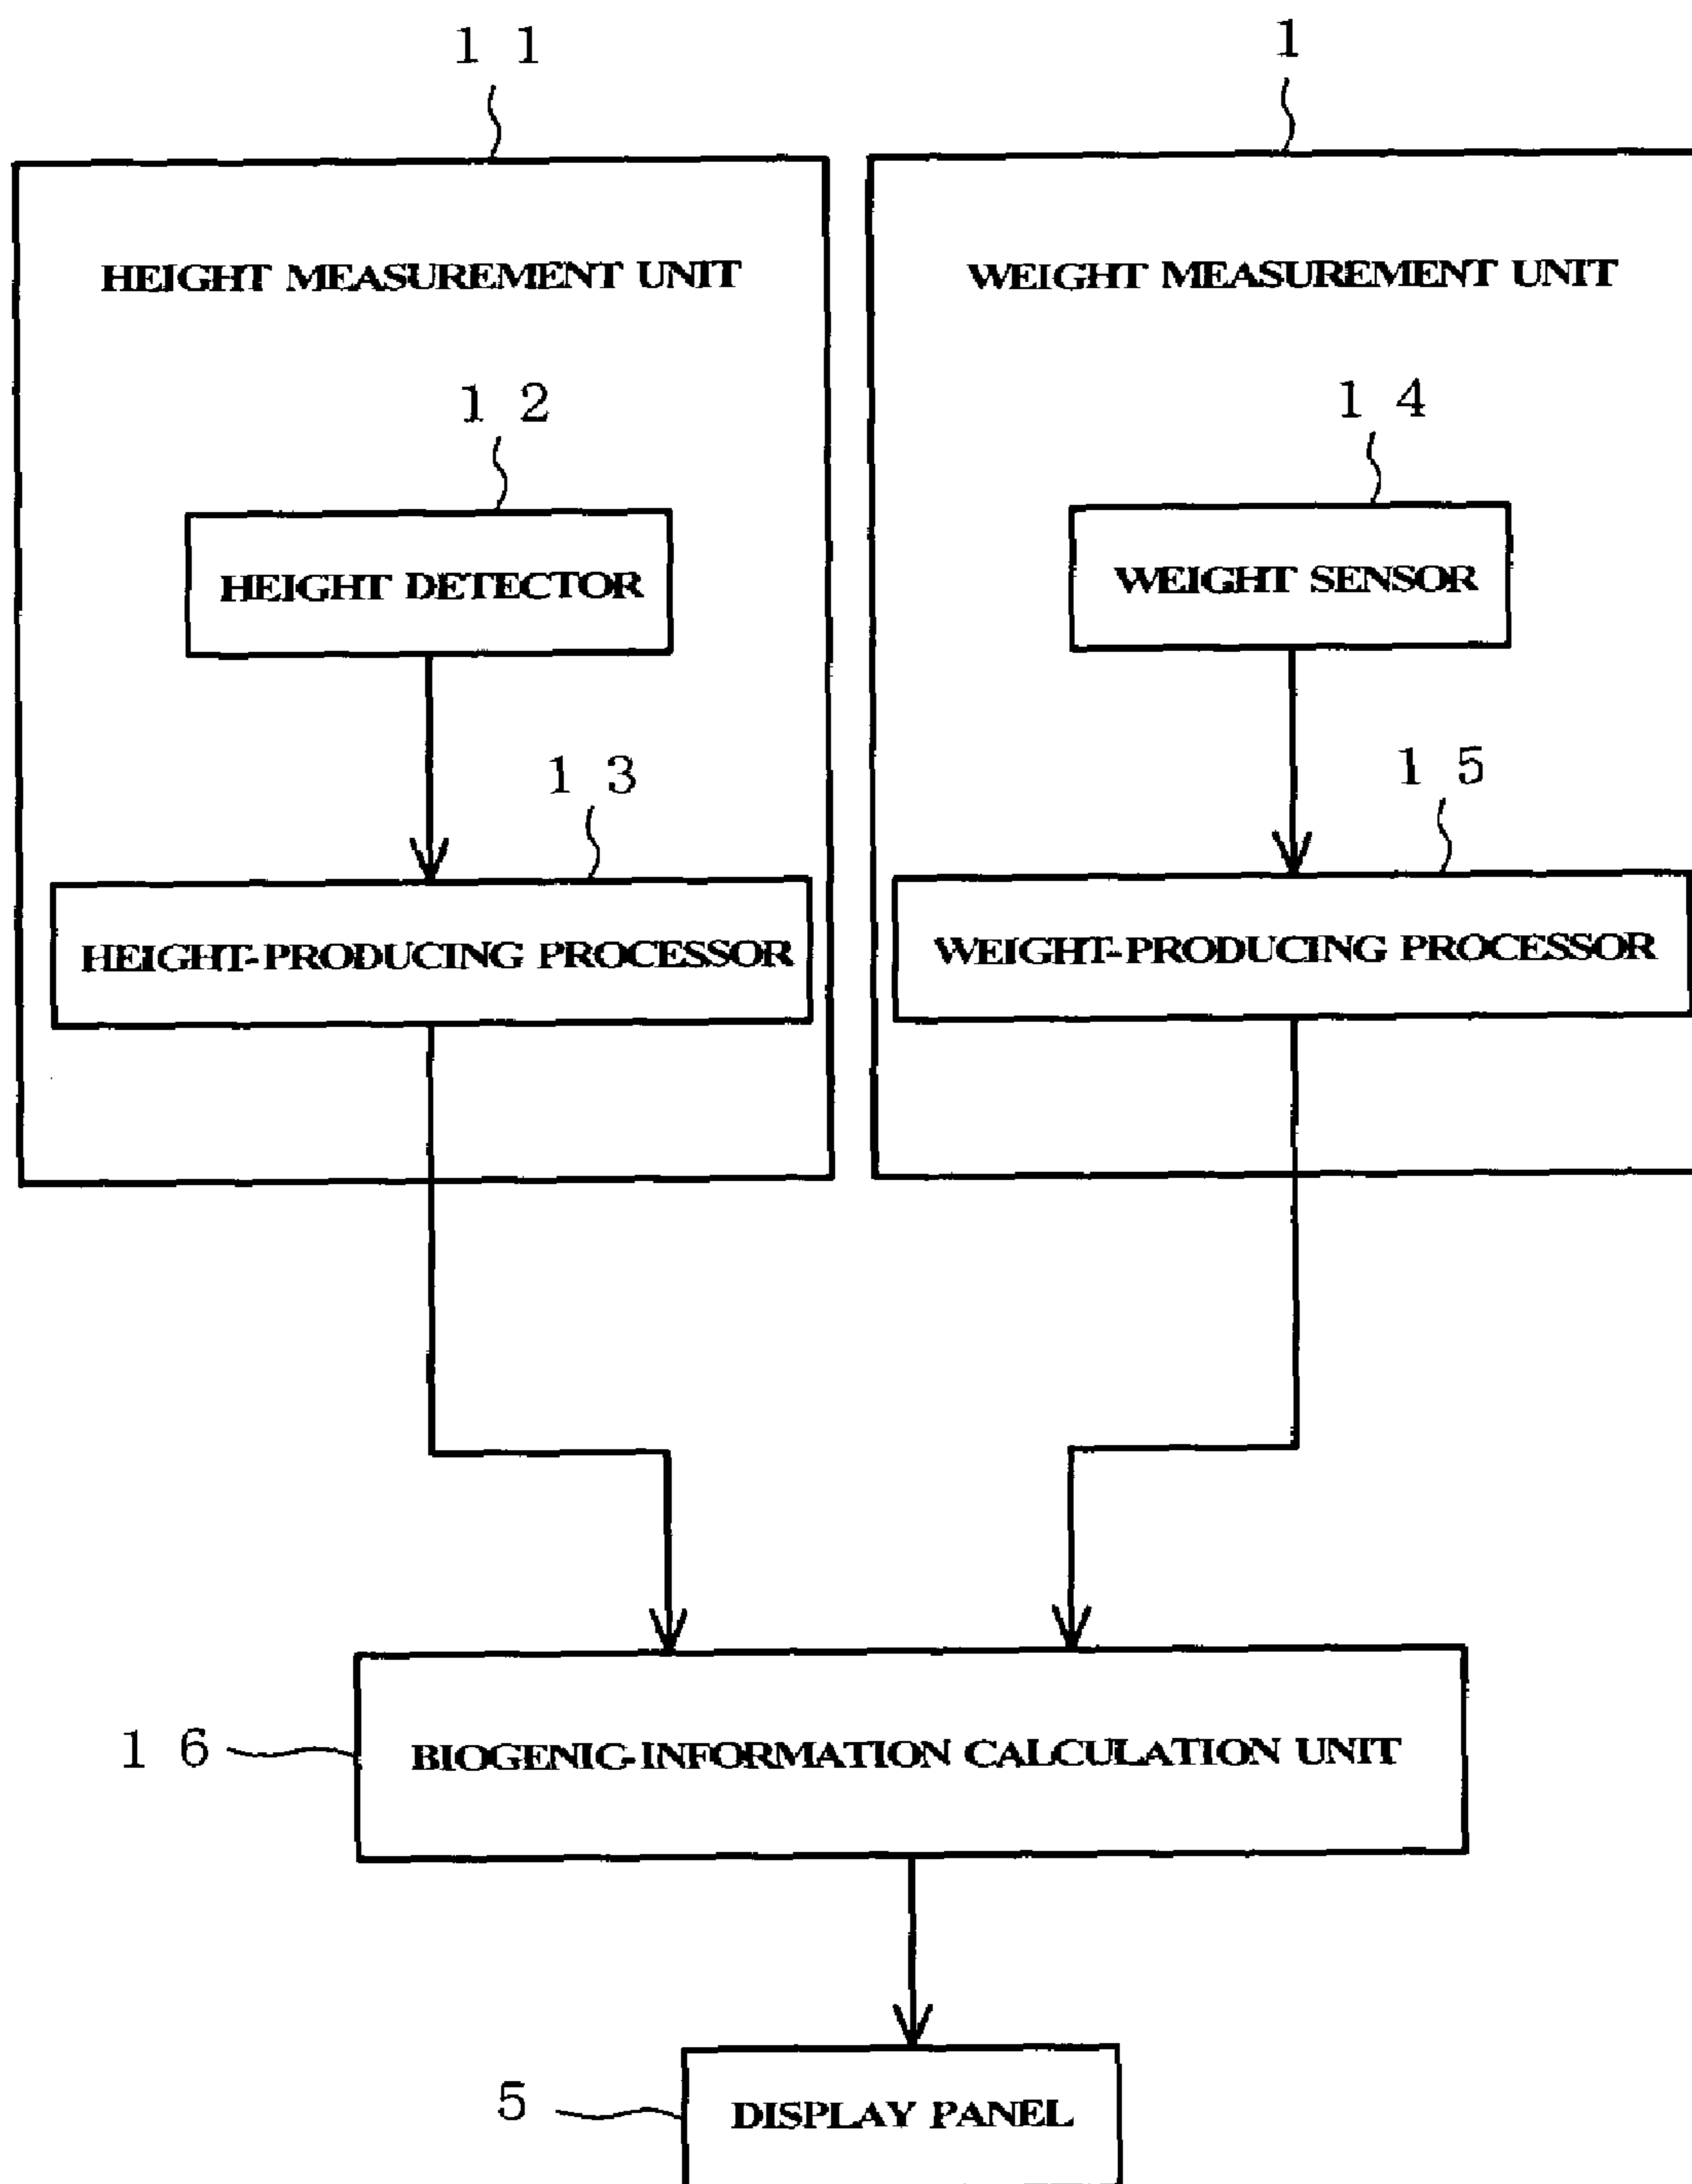 1 1
1
HEIGHT MEASUREMENT UNIT
WEIGHT MEASUREMENT UNIT
1 2
1 4
HEIGHT DETECTOR
WEIGHT SENSOR
1 3
1 5
HEIGHT-PRODUCING PROCESSOR
WEIGHT-PRODUCING PROCESSOR
1 6
BIOGENIC-INFORMATION CALCULATION UNIT
5
DISPLAY PANEL